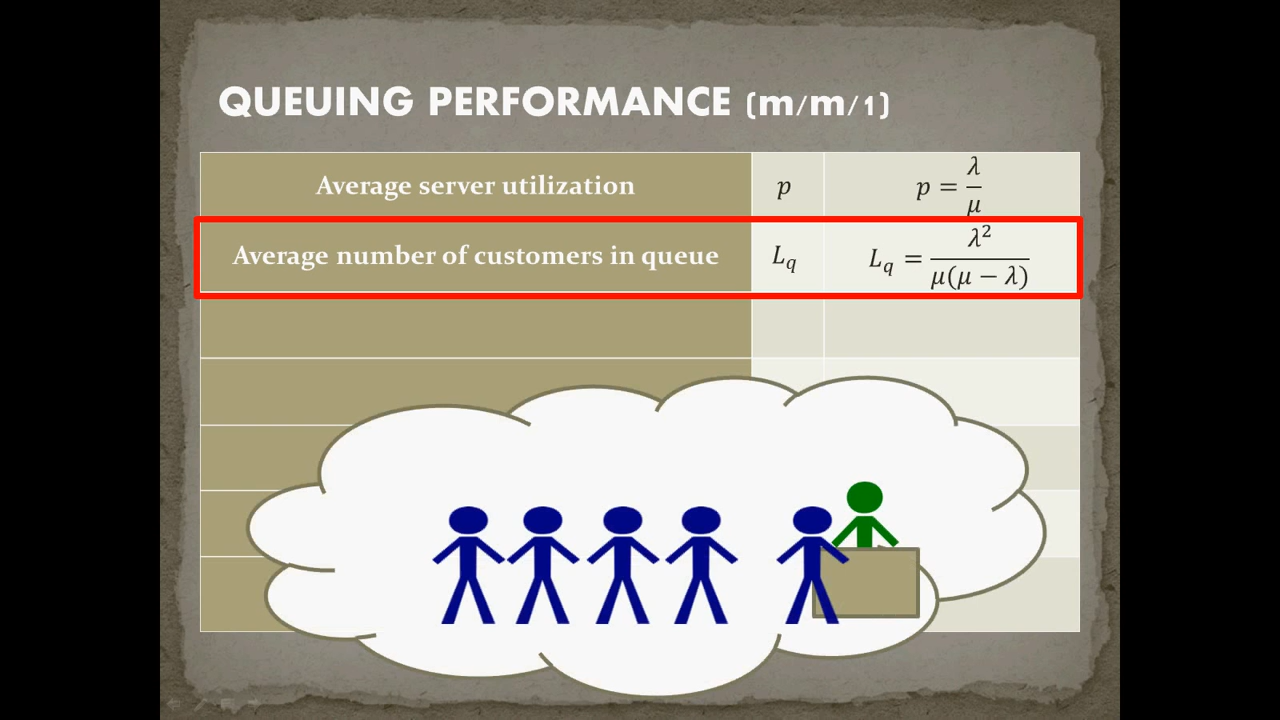 QUEUING PERFORMANCE (m/m/1)
Average server utilization p p = λ/μ
Average number of customers in queue L_q L_q = λ²/μ(μ − λ)